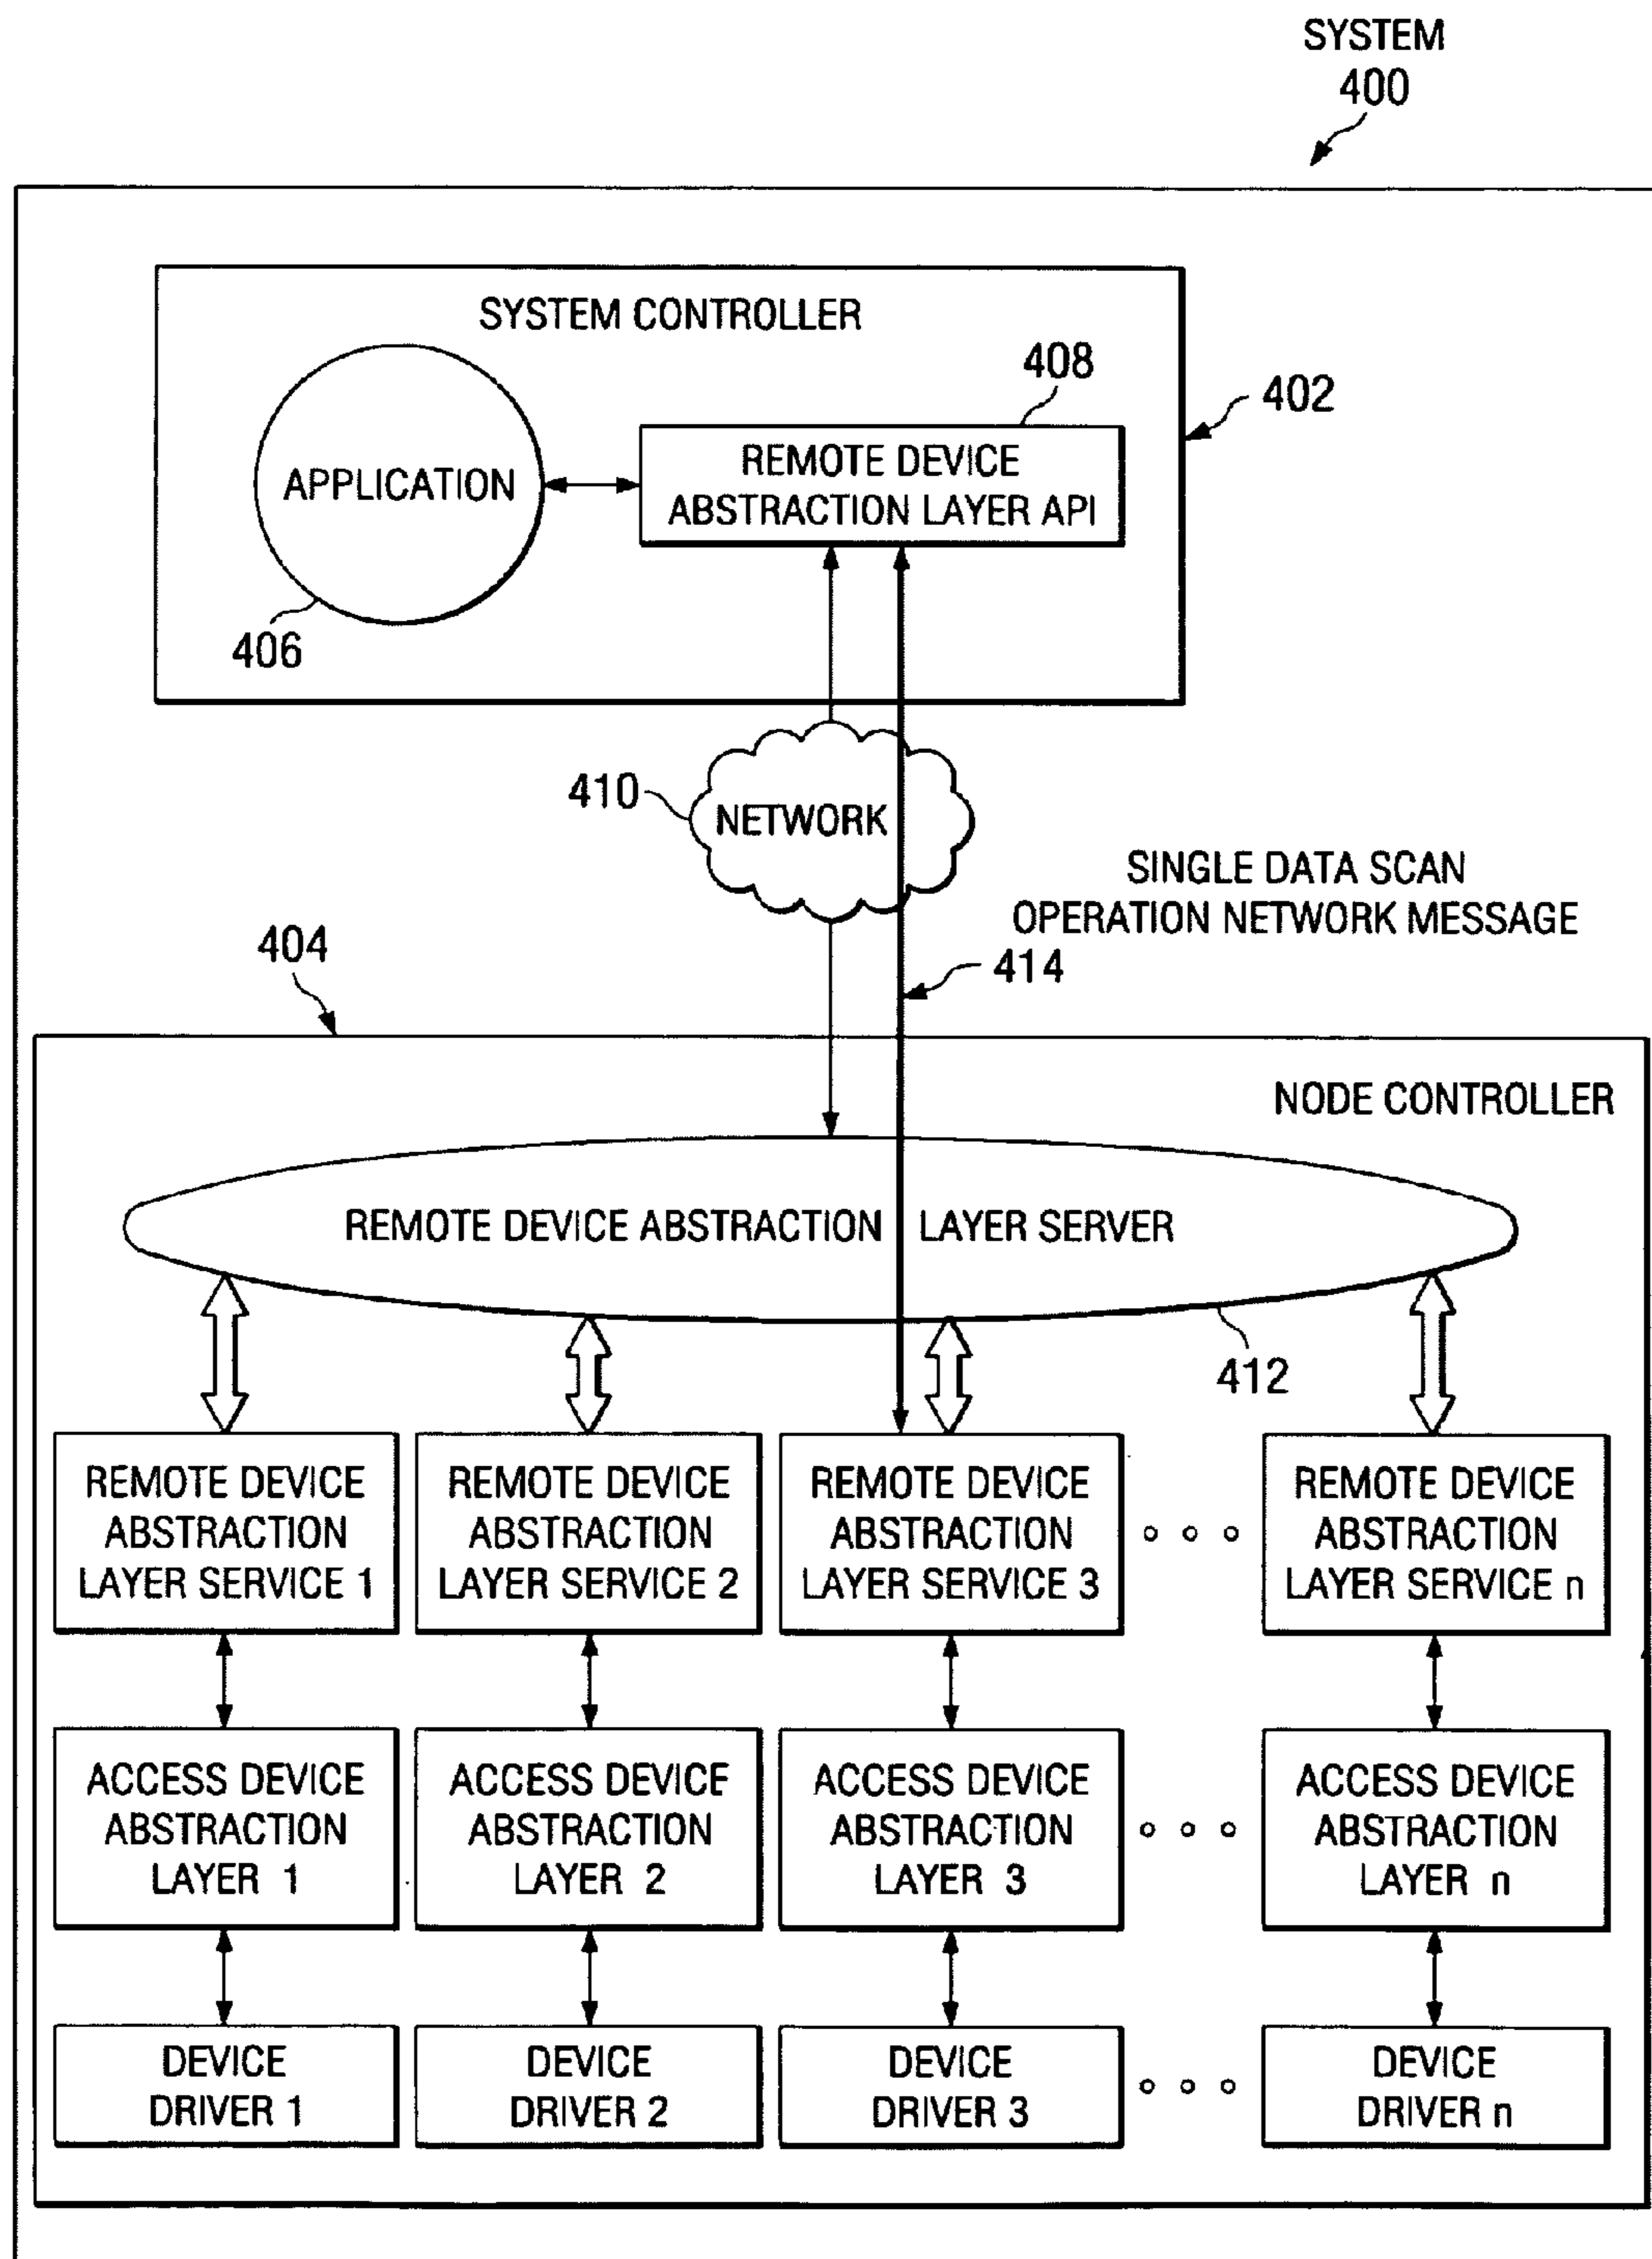 SYSTEM
400
SYSTEM CONTROLLER
408
402
REMOTE DEVICE
ABSTRACTION LAYER API
APPLICATION
406
410
NETWORK
SINGLE DATA SCAN
OPERATION NETWORK MESSAGE
414
404
NODE CONTROLLER
REMOTE DEVICE ABSTRACTION LAYER SERVER
412
REMOTE DEVICE
ABSTRACTION
LAYER SERVICE 1
REMOTE DEVICE
ABSTRACTION
LAYER SERVICE 2
REMOTE DEVICE
ABSTRACTION
LAYER SERVICE 3
REMOTE DEVICE
ABSTRACTION
LAYER SERVICE n
ACCESS DEVICE
ABSTRACTION
LAYER 1
ACCESS DEVICE
ABSTRACTION
LAYER 2
ACCESS DEVICE
ABSTRACTION
LAYER 3
ACCESS DEVICE
ABSTRACTION
LAYER n
DEVICE
DRIVER 1
DEVICE
DRIVER 2
DEVICE
DRIVER 3
DEVICE
DRIVER n